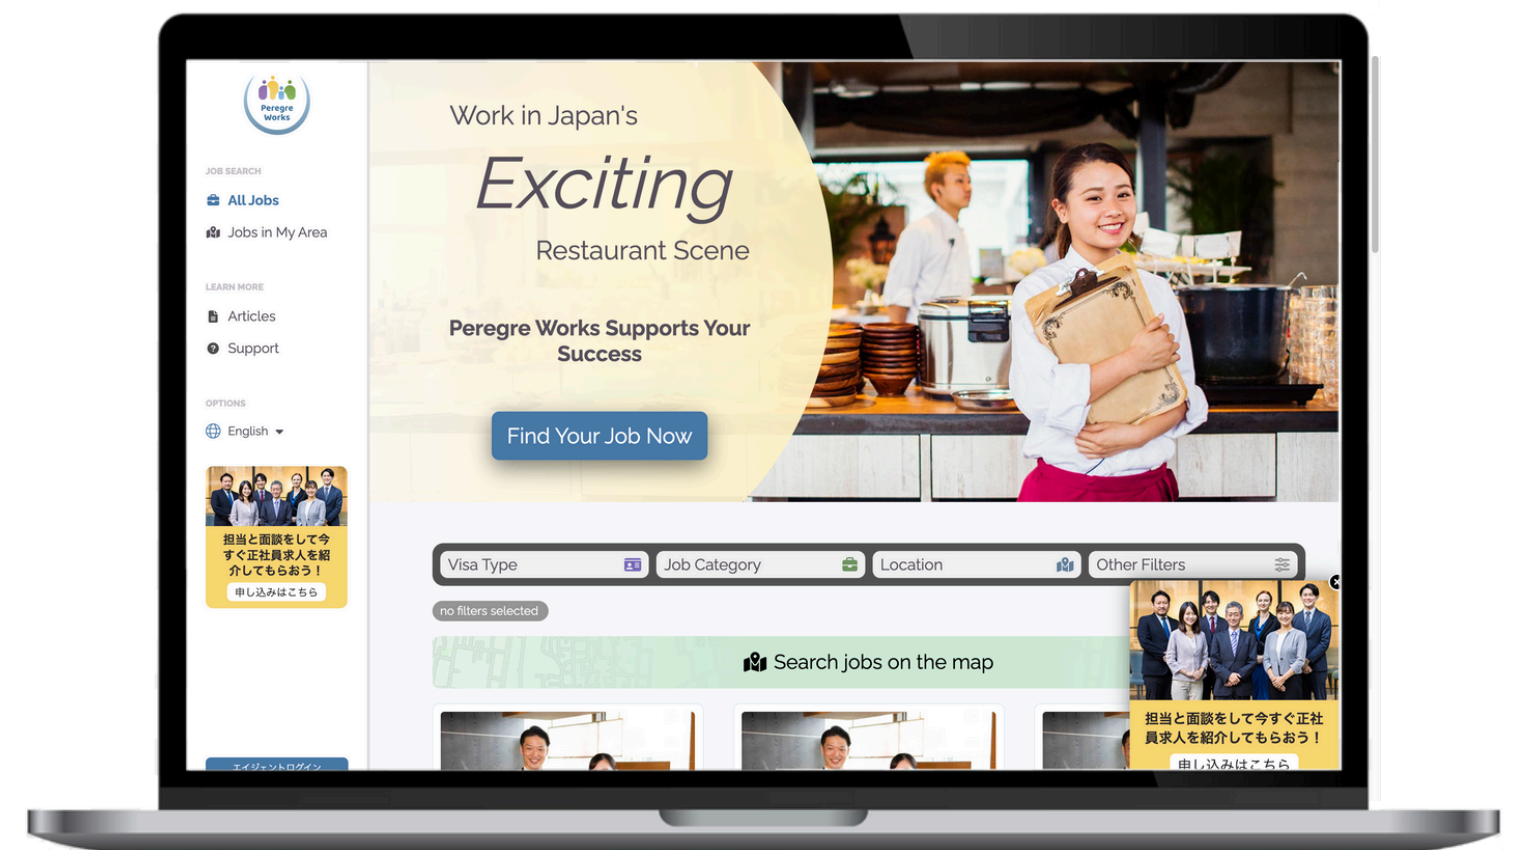 Peregre
Works
JOB SEARCH
All Jobs
Jobs in My Area
LEARN MORE
Articles
Support
OPTIONS
English
担当と面談をして今
すぐ正社員求人を紹
介してもらおう！
申し込みはこちら
エイジェントログイン
Work in Japan's
Exciting
Restaurant Scene
Peregre Works Supports Your
Success
Find Your Job Now
Visa Type
Job Category
Location
Other Filters
no filters selected
Search jobs on the map
担当と面談をして今すぐ正社
員求人を紹介してもらおう！
申し込みはこちら